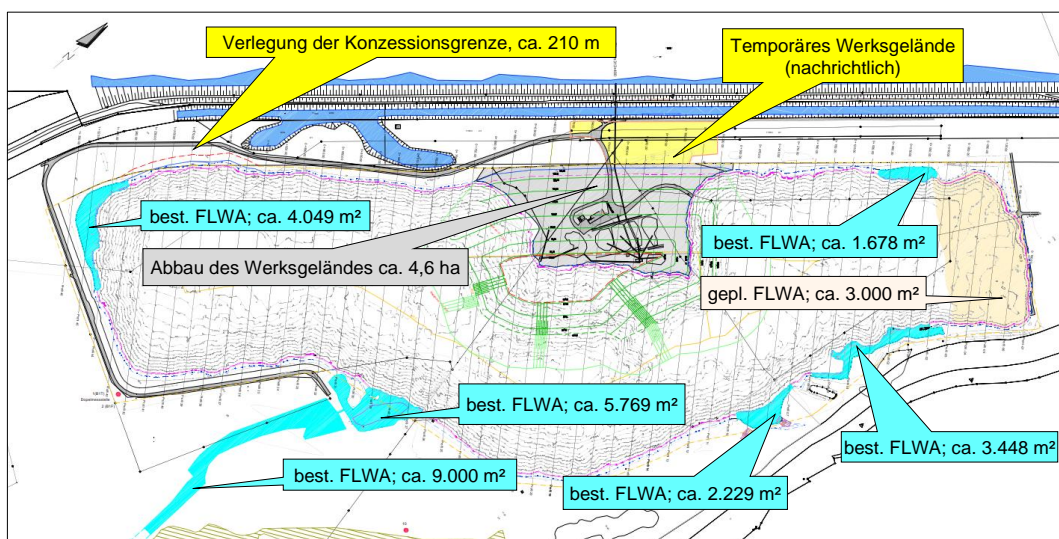 Verlegung der Konzessionsgrenze, ca. 210 m
Temporäres Werksgelände
(nachrichtlich)
best. FLWA; ca. 4.049 m²
best. FLWA; ca. 1.678 m²
Abbau des Werksgeländes ca. 4,6 ha
gepl. FLWA; ca. 3.000 m²
best. FLWA; ca. 5.769 m²
best. FLWA; ca. 3.448 m²
best. FLWA; ca. 9.000 m²
best. FLWA; ca. 2.229 m²